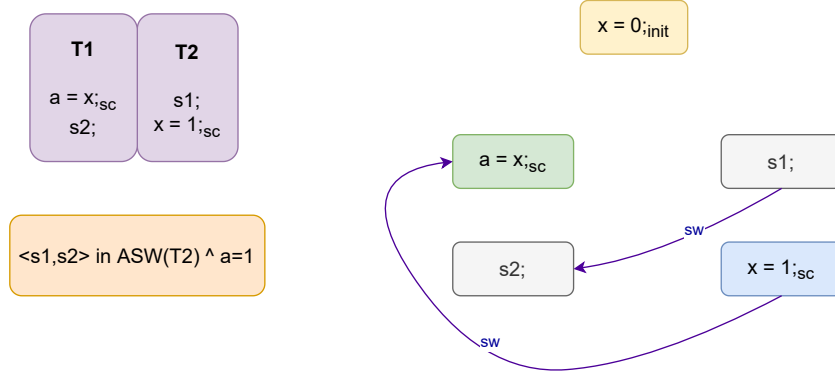 T1
a = x;sc
s2;
T2
s1;
x = 1;sc
<s1,s2> in ASW(T2) ^ a=1
x = 0;init
a = x;sc
s1;
sw
s2;
x = 1;sc
sw